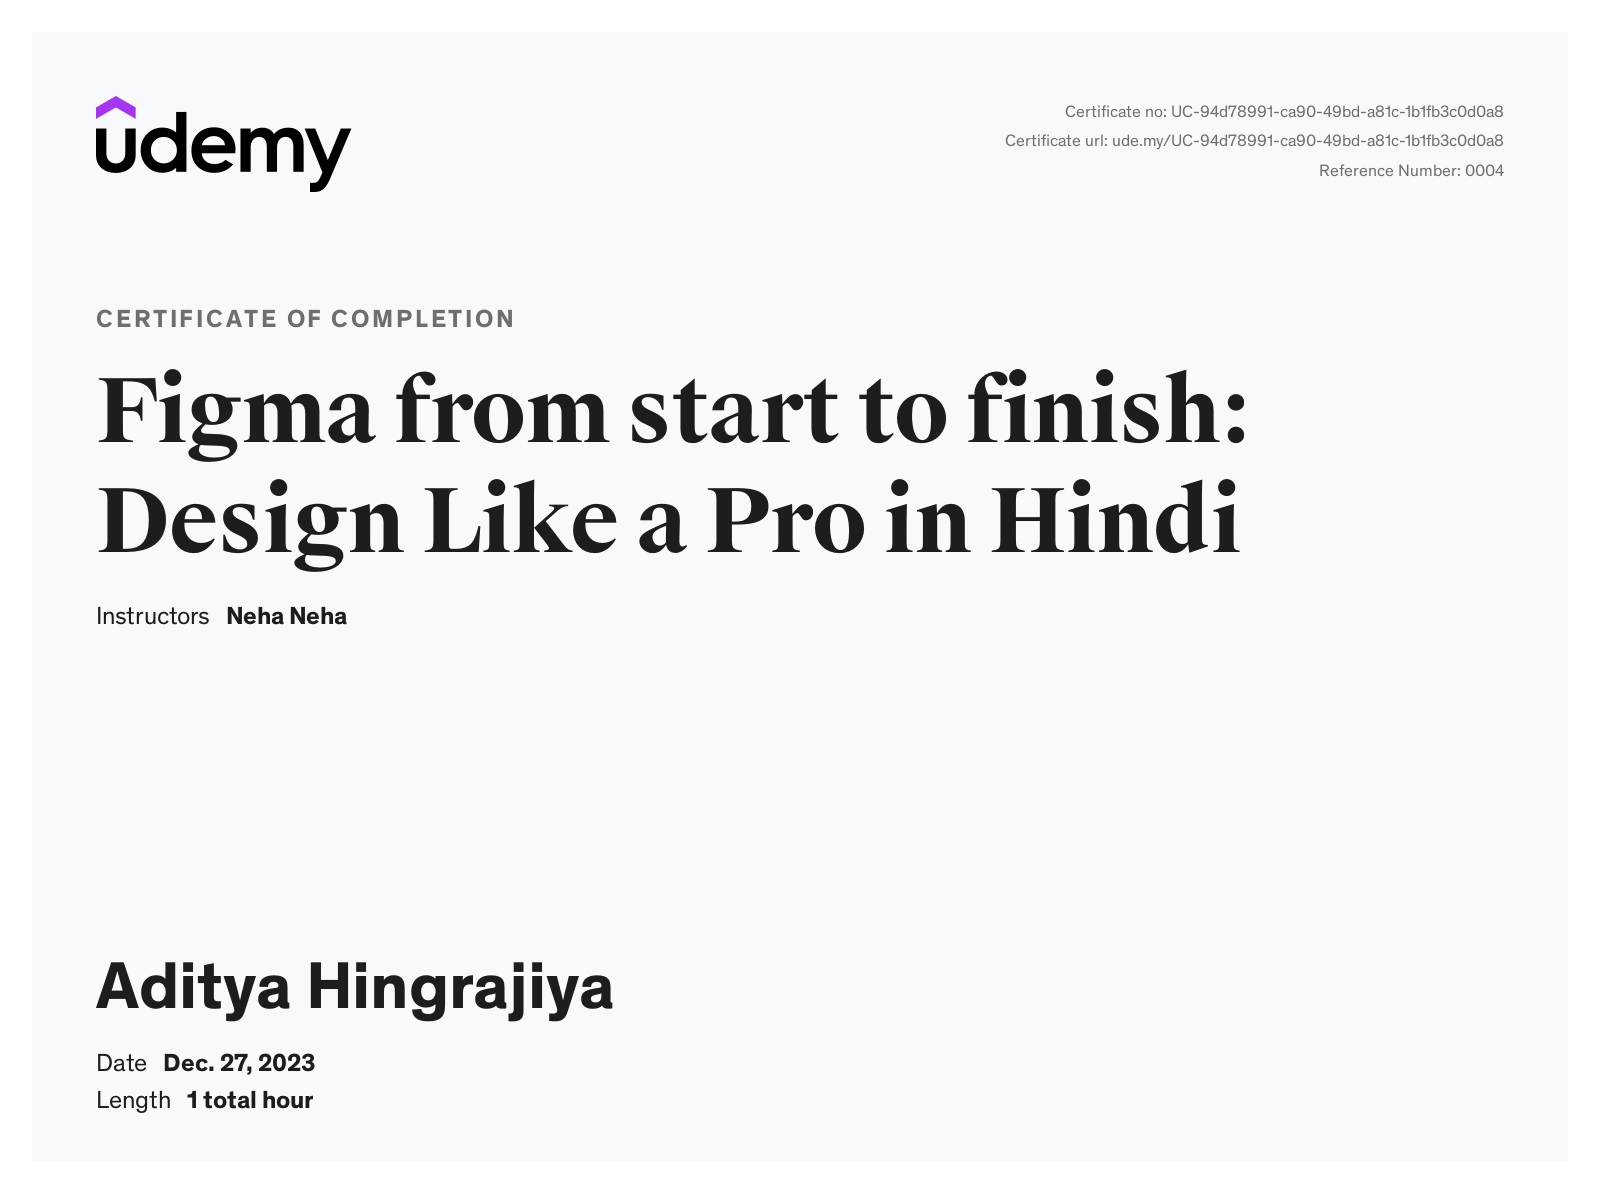 udemy
Certificate no: UC-94d78991-ca90-49bd-a81c-1b1fb3c0d0a8
Certificate url: ude.my/UC-94d78991-ca90-49bd-a81c-1b1fb3c0d0a8
Reference Number: 0004
CERTIFICATE OF COMPLETION
Figma from start to finish:
Design Like a Pro in Hindi
Instructors Neha Neha
Aditya Hingrajiya
Date Dec. 27, 2023
Length 1 total hour